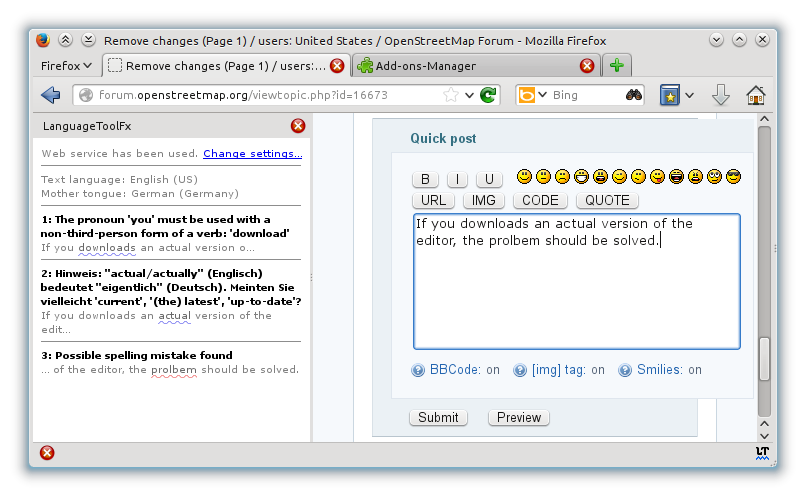 Remove changes (Page 1) / users: United States / OpenStreetMap Forum - Mozilla Firefox
Firefox
Remove changes (Page 1) / users:...
Add-ons-Manager
forum.openstreetmap.org/viewtopic.php?id=16673
Bing
LanguageToolFx
Web service has been used. Change settings...
Text language: English (US)
Mother tongue: German (Germany)
1: The pronoun 'you' must be used with a
non-third-person form of a verb: 'download'
If you downloads an actual version o...
2: Hinweis: "actual/actually" (Englisch)
bedeutet "eigentlich" (Deutsch). Meinten Sie
vielleicht 'current', '(the) latest', 'up-to-date'?
If you downloads an actual version of the
edit...
3: Possible spelling mistake found
... of the editor, the prolbem should be solved.
Quick post
B I U
URL IMG CODE QUOTE
If you downloads an actual version of the
editor, the prolbem should be solved.
BBCode: on [img] tag: on Smilies: on
Submit Preview
LT